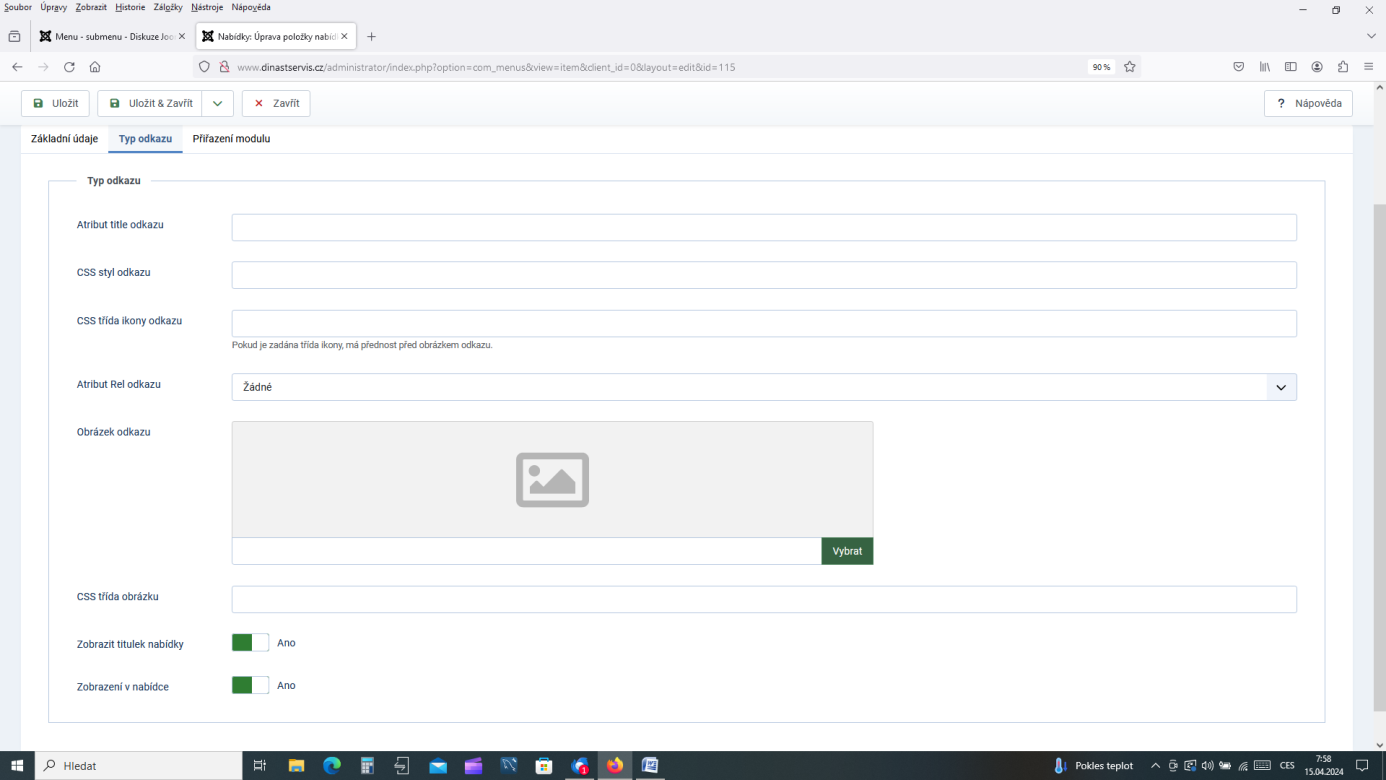 Soubor Úpravy Zobrazit Historie Záložky Nástroje Nápověda
Menu - submenu - Diskuze Joo
Nabídky: Úprava položky nabídk
www.dinastservis.cz/administrator/index.php?option=com_menus&view=item&client_id=0&layout=edit&id=115
90 %
Uložit
Uložit & Zavřít
Zavřít
? Nápověda
Základní údaje
Typ odkazu
Přiřazení modulu
Typ odkazu
Atribut title odkazu
CSS styl odkazu
CSS třída ikony odkazu
Pokud je zadána třída ikony, má přednost před obrázkem odkazu.
Atribut Rel odkazu
Žádné
Obrázek odkazu
Vybrat
CSS třída obrázku
Zobrazit titulek nabídky
Ano
Zobrazení v nabídce
Ano
Hledat
1
Pokles teplot
CES
7:58
15.04.2024